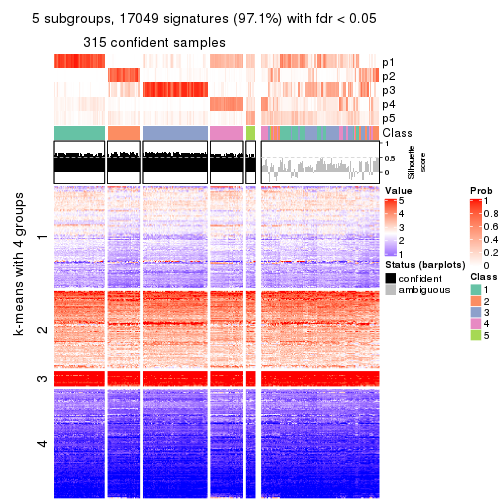 5 subgroups, 17049 signatures (97.1%) with fdr < 0.05
315 confident samples
p1
p2
p3
p4
p5
Class
1
0.5
0
Silhouette
score
k-means with 4 groups
1
2
3
4
Value
5
4
3
2
1
Status (barplots)
confident
ambiguous
Prob
1
0.8
0.6
0.4
0.2
0
Class
1
2
3
4
5